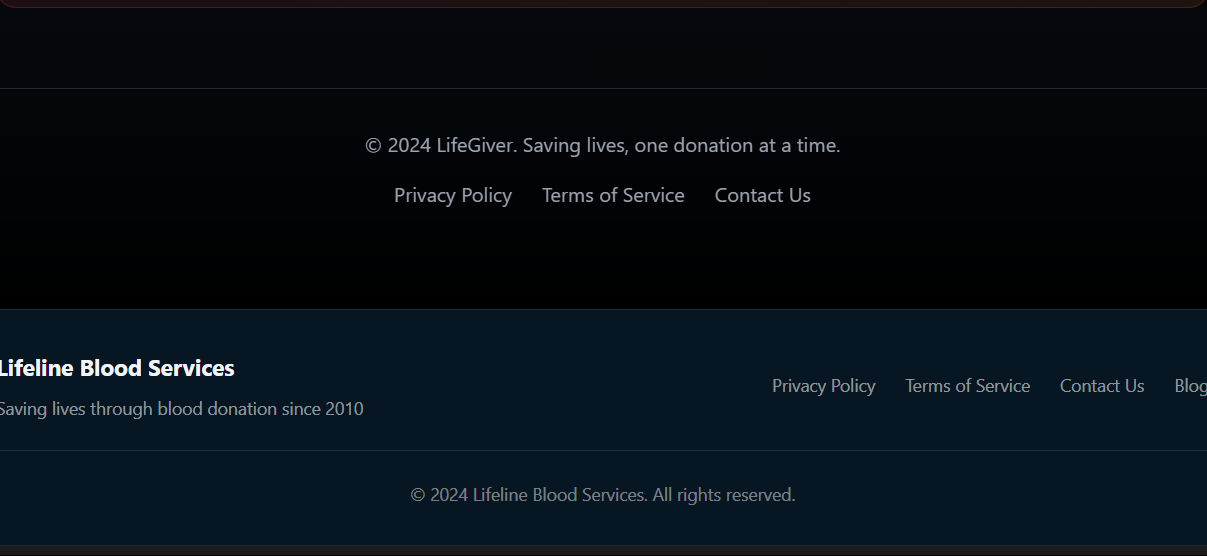 © 2024 LifeGiver. Saving lives, one donation at a time.
Privacy Policy Terms of Service Contact Us
Lifeline Blood Services
Privacy Policy Terms of Service Contact Us Blog
Saving lives through blood donation since 2010
© 2024 Lifeline Blood Services. All rights reserved.